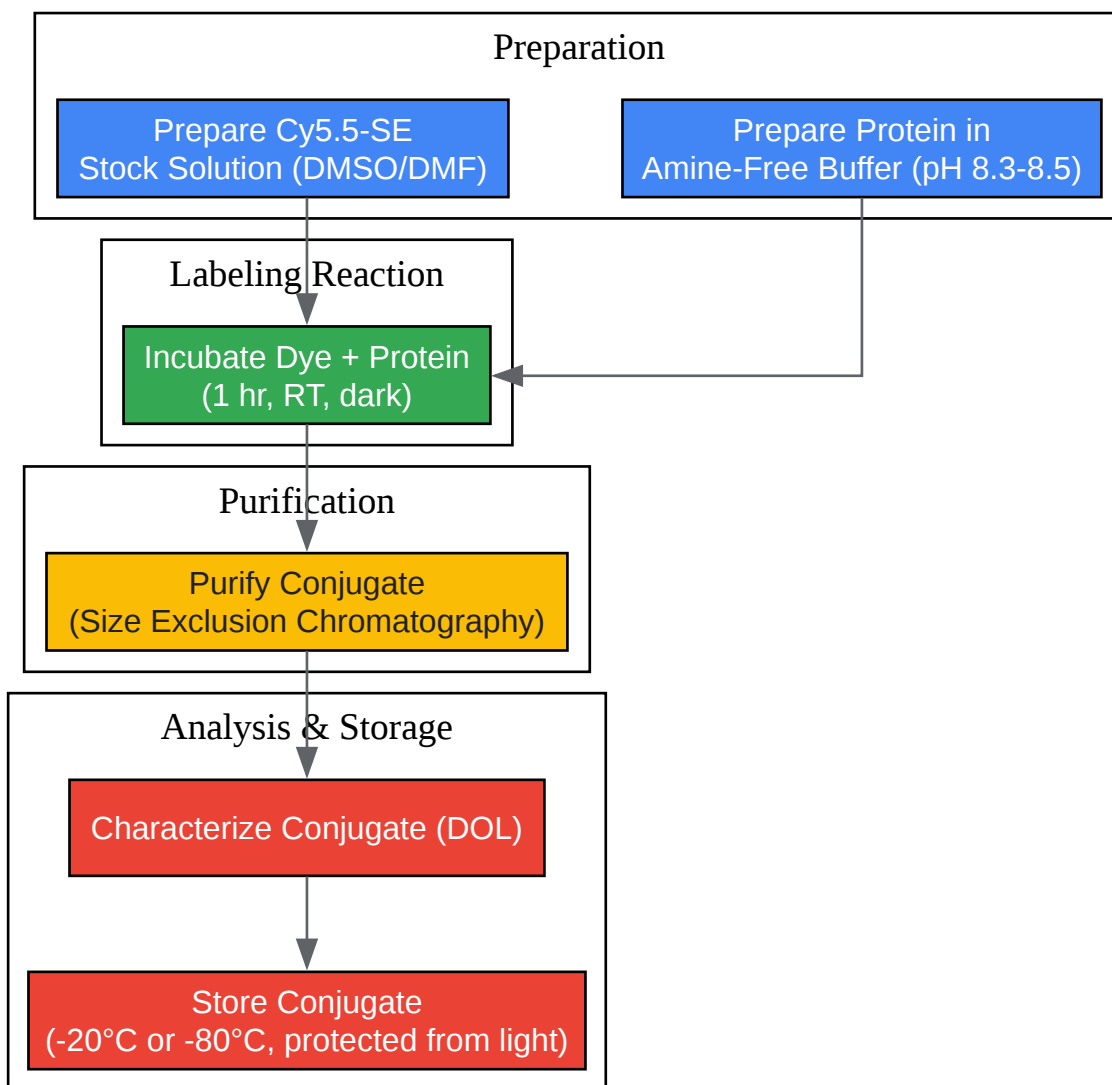 Preparation
Prepare Cy5.5-SE
Stock Solution (DMSO/DMF)
Prepare Protein in
Amine-Free Buffer (pH 8.3-8.5)
Labeling Reaction
Incubate Dye + Protein
(1 hr, RT, dark)
Purification
Purify Conjugate
(Size Exclusion Chromatography)
Analysis & Storage
Characterize Conjugate (DOL)
Store Conjugate
(-20°C or -80°C, protected from light)